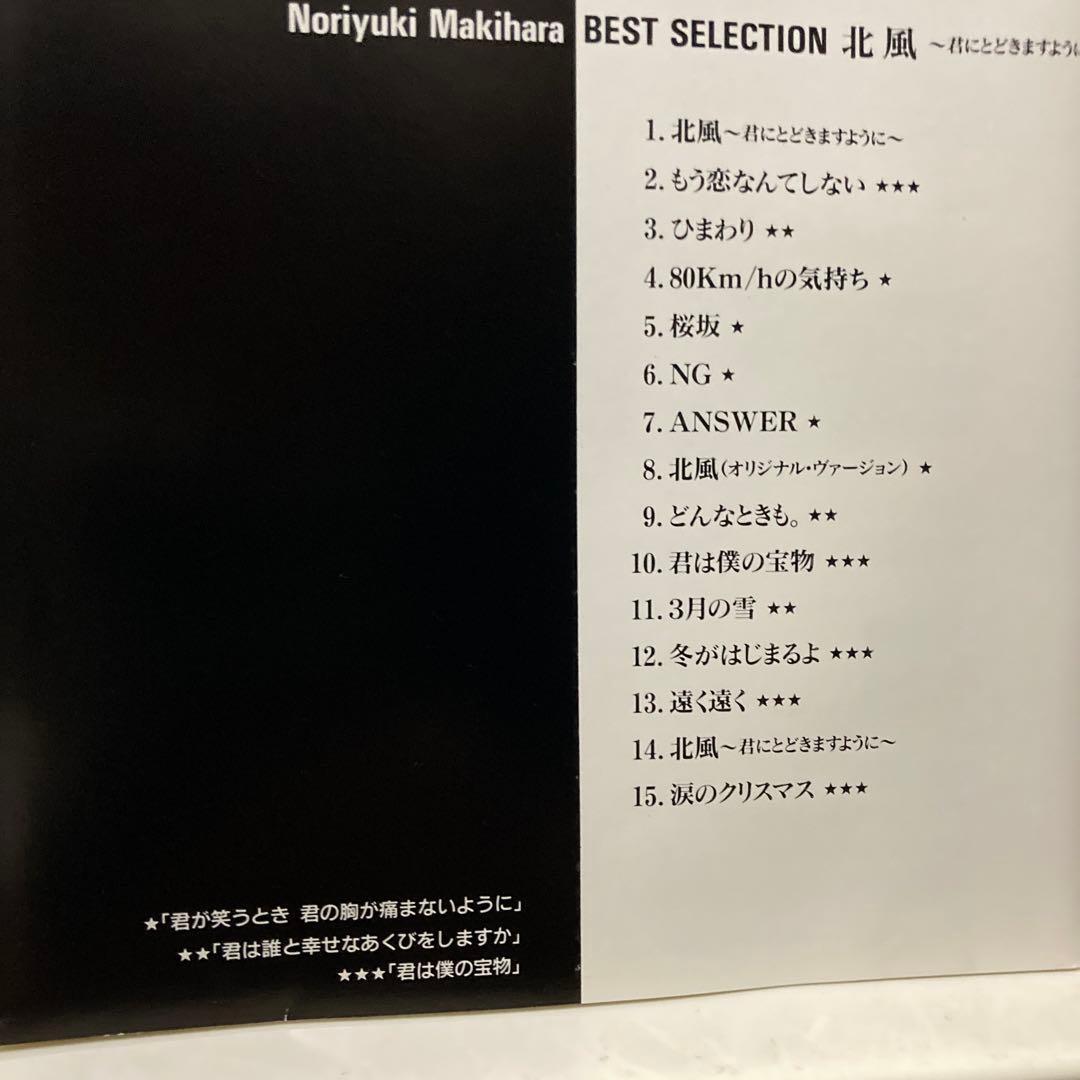 Noriyuki Makihara BEST SELECTION 北風 〜君にとどきますように
1. 北風〜君にとどきますように〜
2. もう恋なんてしない ★★★
3. ひまわり ★★
4. 80Km/hの気持ち ★
5. 桜坂 ★
6. NG ★
7. ANSWER ★
8. 北風(オリジナル・ヴァージョン) ★
9. どんなときも。★★
10. 君は僕の宝物 ★★★
11. 3月の雪 ★★
12. 冬がはじまるよ ★★★
13. 遠く遠く ★★★
14. 北風〜君にとどきますように〜
15. 涙のクリスマス ★★★
★「君が笑うとき 君の胸が痛まないように」
★★「君は誰と幸せなあくびをしますか」
★★★「君は僕の宝物」